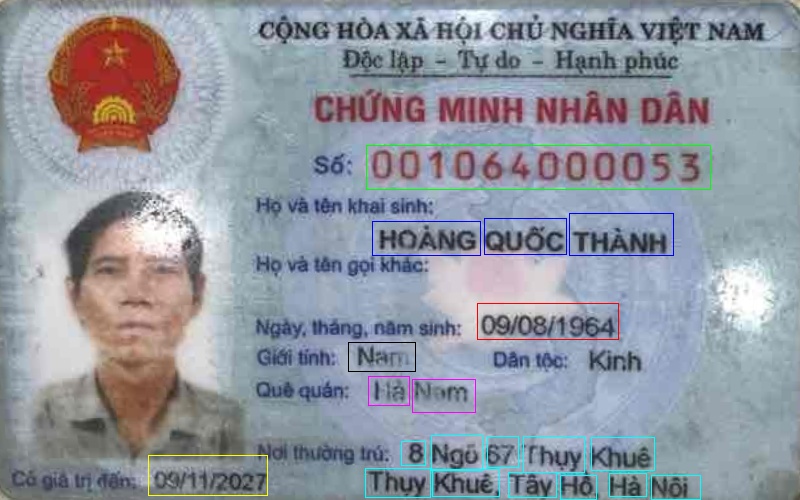 CỘNG HÒA XÃ HỘI CHỦ NGHĨA VIỆT NAM
Độc lập - Tự do - Hạnh phúc
CHỨNG MINH NHÂN DÂN
Số: 001064000053
Họ và tên khai sinh:
HOÀNG QUỐC THÀNH
Họ và tên gọi khác:
Ngày, tháng, năm sinh: 09/08/1964
Giới tính: Nam Dân tộc: Kinh
Quê quán: Hà Nam
Nơi thường trú: 8 Ngõ 67 Thụy Khuê
Có giá trị đến: 09/11/2027 Thụy Khuê, Tây Hồ, Hà Nội